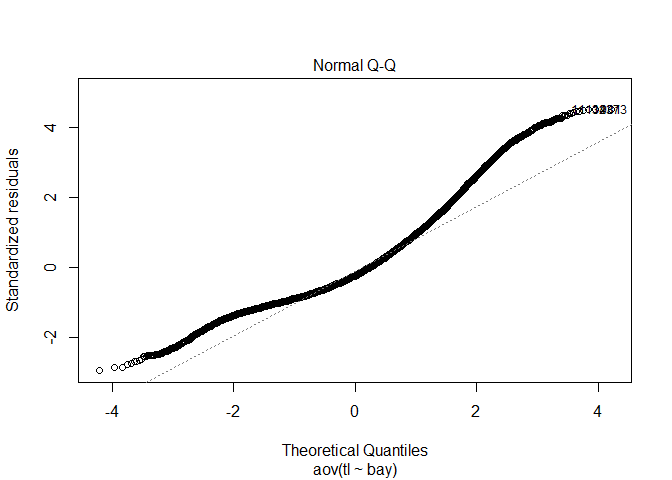 Normal Q-Q
Standardized residuals
4
2
0
-2
-4
-2
0
2
4
Theoretical Quantiles
aov(tl ~ bay)